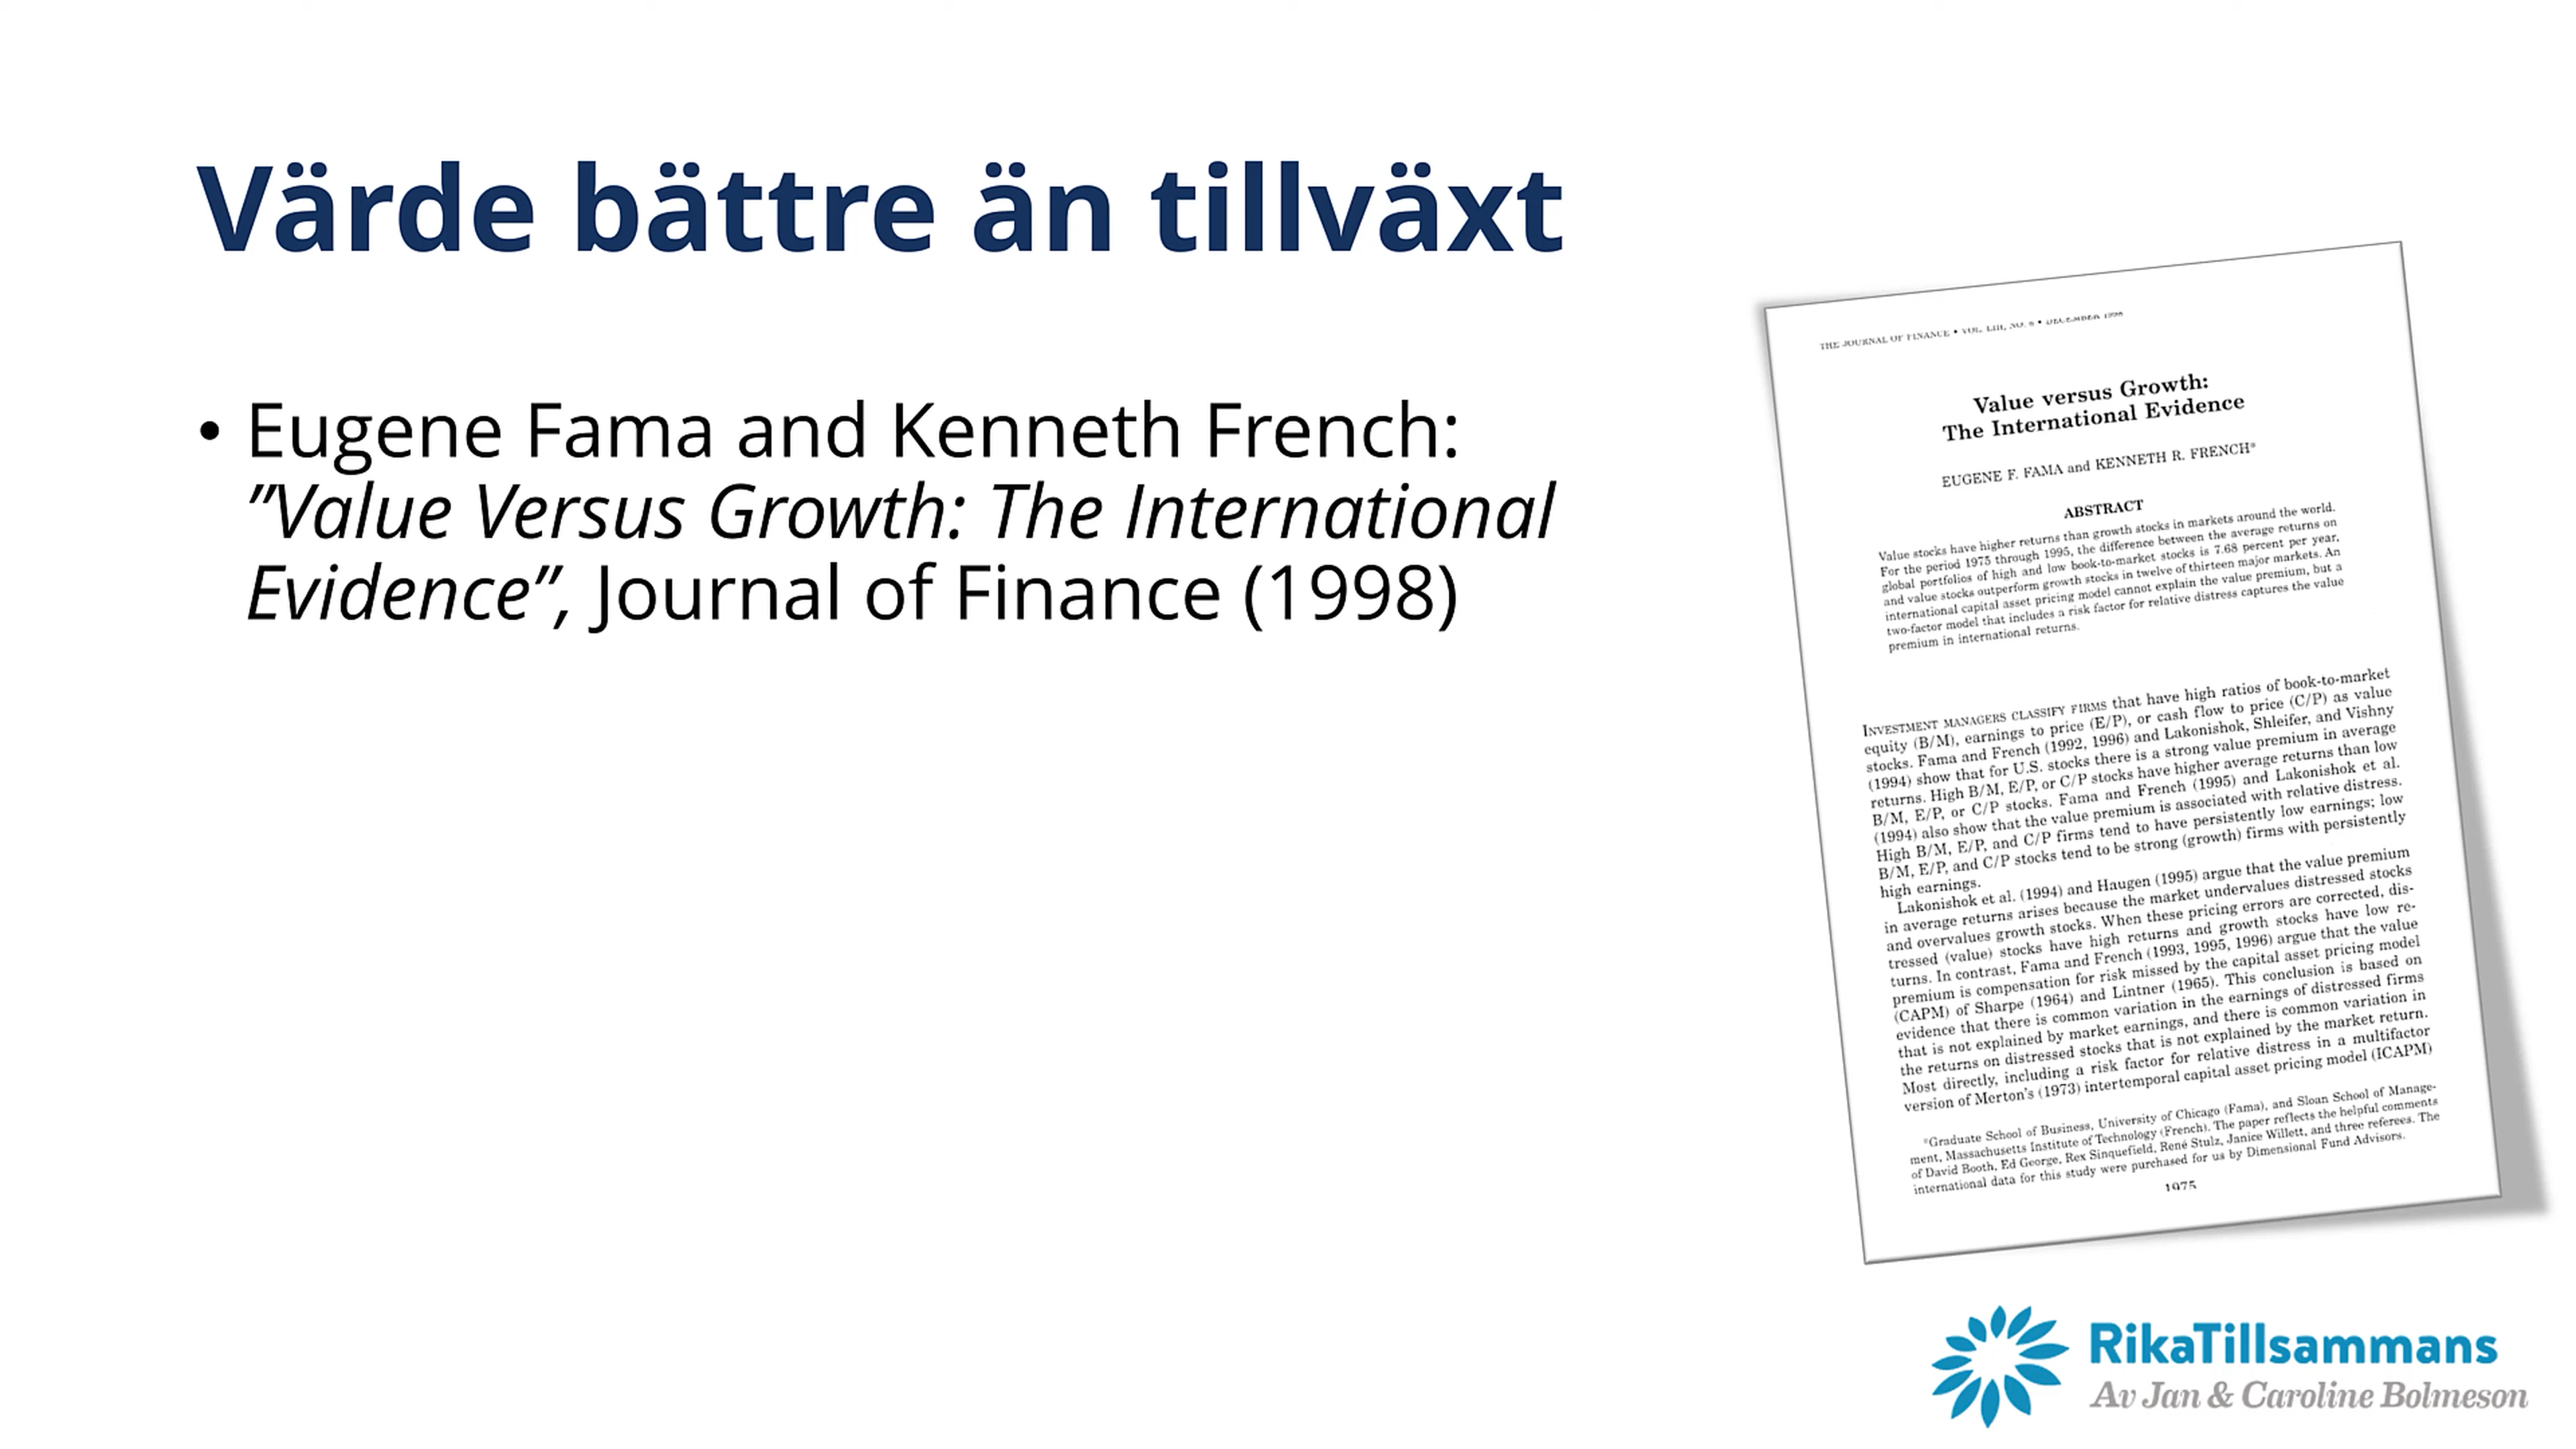 Värde bättre än tillväxt
• Eugene Fama and Kenneth French:
”Value Versus Growth: The International
Evidence”, Journal of Finance (1998)
THE JOURNAL OF FINANCE • VOL. LIII, NO. 6 • DECEMBER 1998
Value versus Growth:
The International Evidence
EUGENE F. FAMA and KENNETH R. FRENCH*
ABSTRACT
Value stocks have higher returns than growth stocks in markets around the world.
For the period 1975 through 1995, the difference between the average returns on
global portfolios of high and low book-to-market stocks is 7.68 percent per year,
and value stocks outperform growth stocks in twelve of thirteen major markets. An
international capital asset pricing model cannot explain the value premium, but a
two-factor model that includes a risk factor for relative distress captures the value
premium in international returns.
INVESTMENT MANAGERS CLASSIFY FIRMS that have high ratios of book-to-market
equity (B/M), earnings to price (E/P), or cash flow to price (C/P) as value
stocks. Fama and French (1992, 1996) and Lakonishok, Shleifer, and Vishny
(1994) show that for U.S. stocks there is a strong value premium in average
returns. High B/M, E/P, or C/P stocks have higher average returns than low
B/M, E/P, or C/P stocks. Fama and French (1995) and Lakonishok et al.
(1994) also show that the value premium is associated with relative distress.
High B/M, E/P, and C/P firms tend to have persistently low earnings; low
B/M, E/P, and C/P stocks tend to be strong (growth) firms with persistently
high earnings.
Lakonishok et al. (1994) and Haugen (1995) argue that the value premium
in average returns arises because the market undervalues distressed stocks
and overvalues growth stocks. When these pricing errors are corrected, dis-
tressed (value) stocks have high returns and growth stocks have low re-
turns. In contrast, Fama and French (1993, 1995, 1996) argue that the value
premium is compensation for risk missed by the capital asset pricing model
(CAPM) of Sharpe (1964) and Lintner (1965). This conclusion is based on
evidence that there is common variation in the earnings of distressed firms
that is not explained by market earnings, and there is common variation in
the returns on distressed stocks that is not explained by the market return.
Most directly, including a risk factor for relative distress in a multifactor
version of Merton's (1973) intertemporal capital asset pricing model (ICAPM)
*Graduate School of Business, University of Chicago (Fama), and Sloan School of Manage-
ment, Massachusetts Institute of Technology (French). The paper reflects the helpful comments
of David Booth, Ed George, Rex Sinquefield, René Stulz, Janice Willett, and three referees. The
international data for this study were purchased for us by Dimensional Fund Advisors.
1975
RikaTillsammans
Av Jan & Caroline Bolmeson